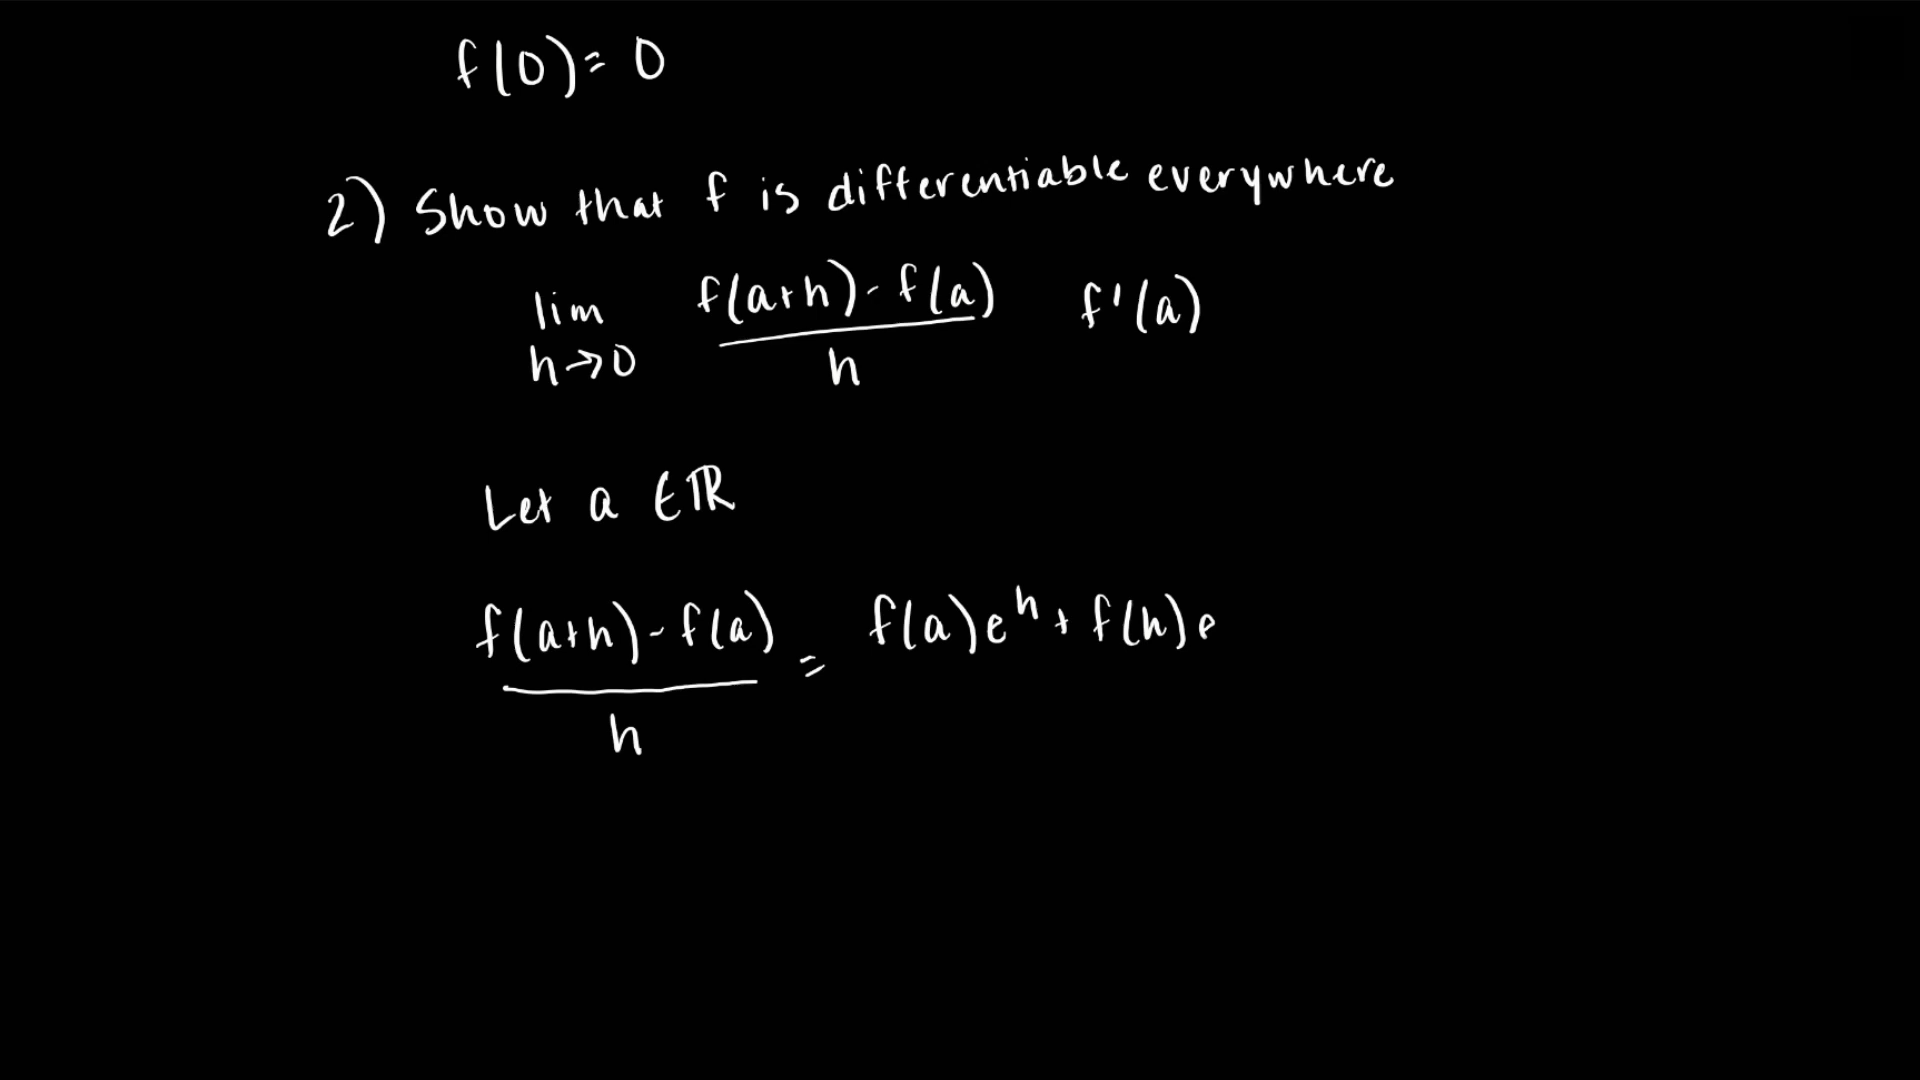 f(0) = 0
2) Show that f is differentiable everywhere
lim h→0 f(a+h) - f(a) / h f'(a)
Let a ∈ ℝ
f(a+h) - f(a) / h = f(a)e^h + f(h)e